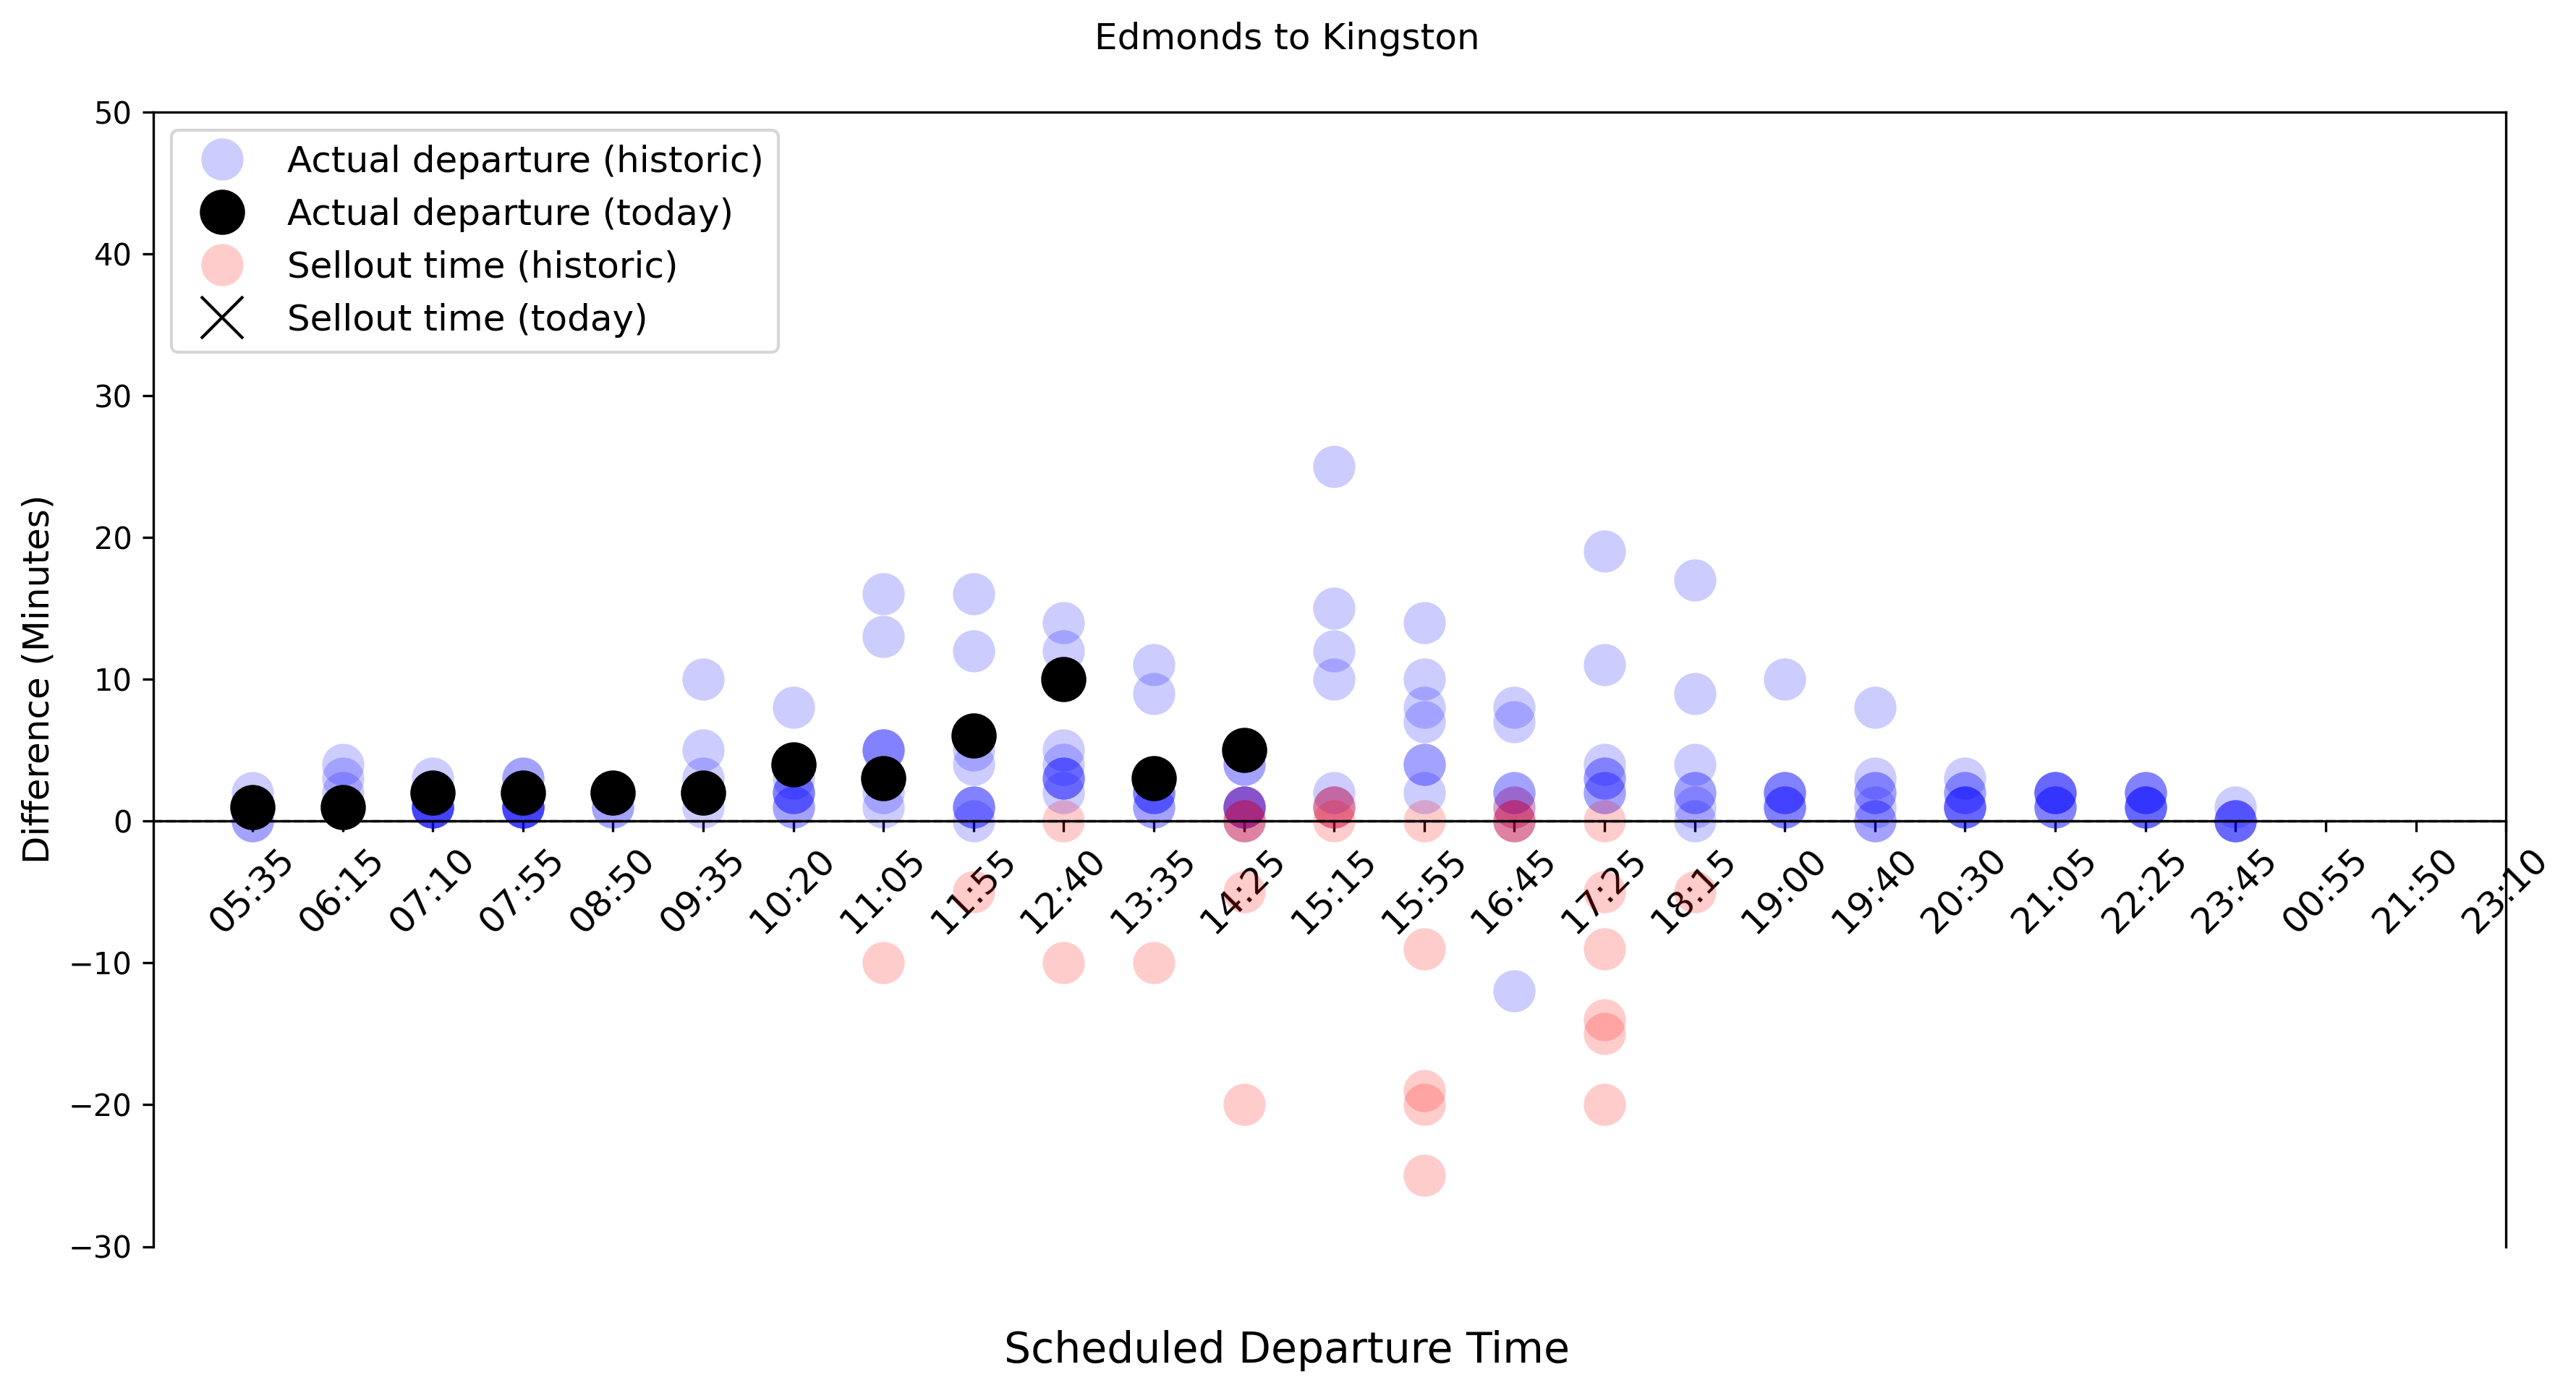 Edmonds to Kingston
Actual departure (historic)
Actual departure (today)
Sellout time (historic)
Sellout time (today)
Difference (Minutes)
50
40
30
20
10
0
−10
−20
−30
05:35 06:15 07:10 07:55 08:50 09:35 10:20 11:05 11:55 12:40 13:35 14:25 15:15 15:55 16:45 17:25 18:15 19:00 19:40 20:30 21:05 22:25 23:45 00:55 21:50 23:10
Scheduled Departure Time